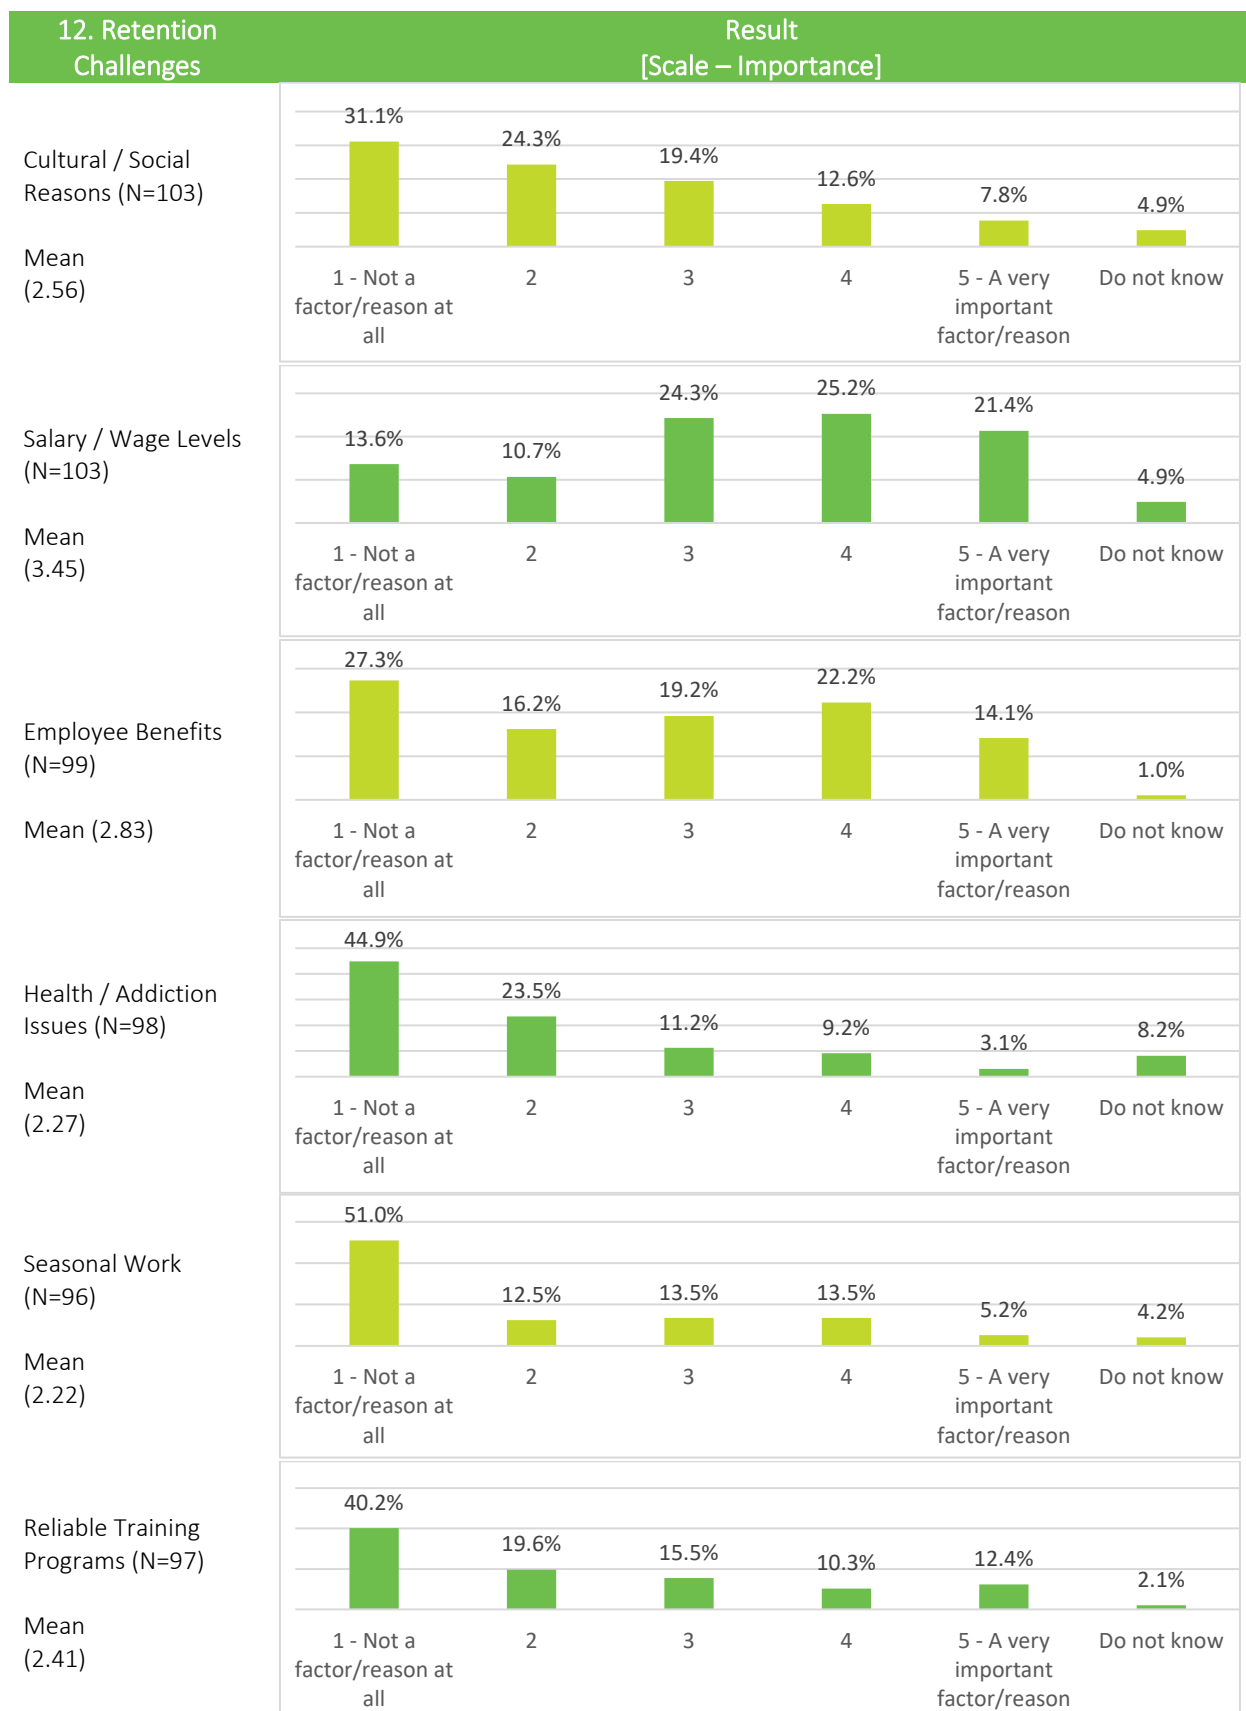 12. Retention
Challenges
Result
[Scale – Importance]
Cultural / Social
Reasons (N=103)
Mean
(2.56)
31.1%
24.3%
19.4%
12.6%
7.8%
4.9%
1 - Not a
factor/reason at
all
2
3
4
5 - A very
important
factor/reason
Do not know
Salary / Wage Levels
(N=103)
Mean
(3.45)
13.6%
10.7%
24.3%
25.2%
21.4%
4.9%
1 - Not a
factor/reason at
all
2
3
4
5 - A very
important
factor/reason
Do not know
Employee Benefits
(N=99)
Mean (2.83)
27.3%
16.2%
19.2%
22.2%
14.1%
1.0%
1 - Not a
factor/reason at
all
2
3
4
5 - A very
important
factor/reason
Do not know
Health / Addiction
Issues (N=98)
Mean
(2.27)
44.9%
23.5%
11.2%
9.2%
3.1%
8.2%
1 - Not a
factor/reason at
all
2
3
4
5 - A very
important
factor/reason
Do not know
Seasonal Work
(N=96)
Mean
(2.22)
51.0%
12.5%
13.5%
13.5%
5.2%
4.2%
1 - Not a
factor/reason at
all
2
3
4
5 - A very
important
factor/reason
Do not know
Reliable Training
Programs (N=97)
Mean
(2.41)
40.2%
19.6%
15.5%
10.3%
12.4%
2.1%
1 - Not a
factor/reason at
all
2
3
4
5 - A very
important
factor/reason
Do not know